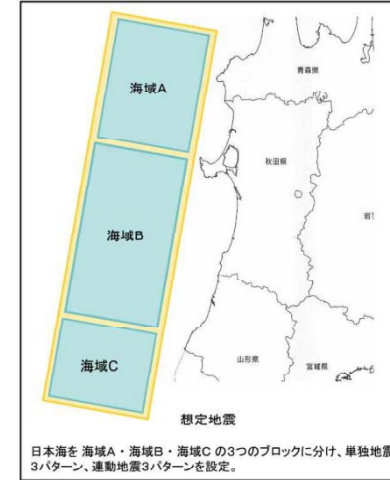 海域A
青森県
秋田県
岩
海域B
海域C
山形県
宮城県
想定地震
日本海を 海域A・海域B・海域C の3つのブロックに分け、単独地震
3パターン、連動地震3パターンを設定。